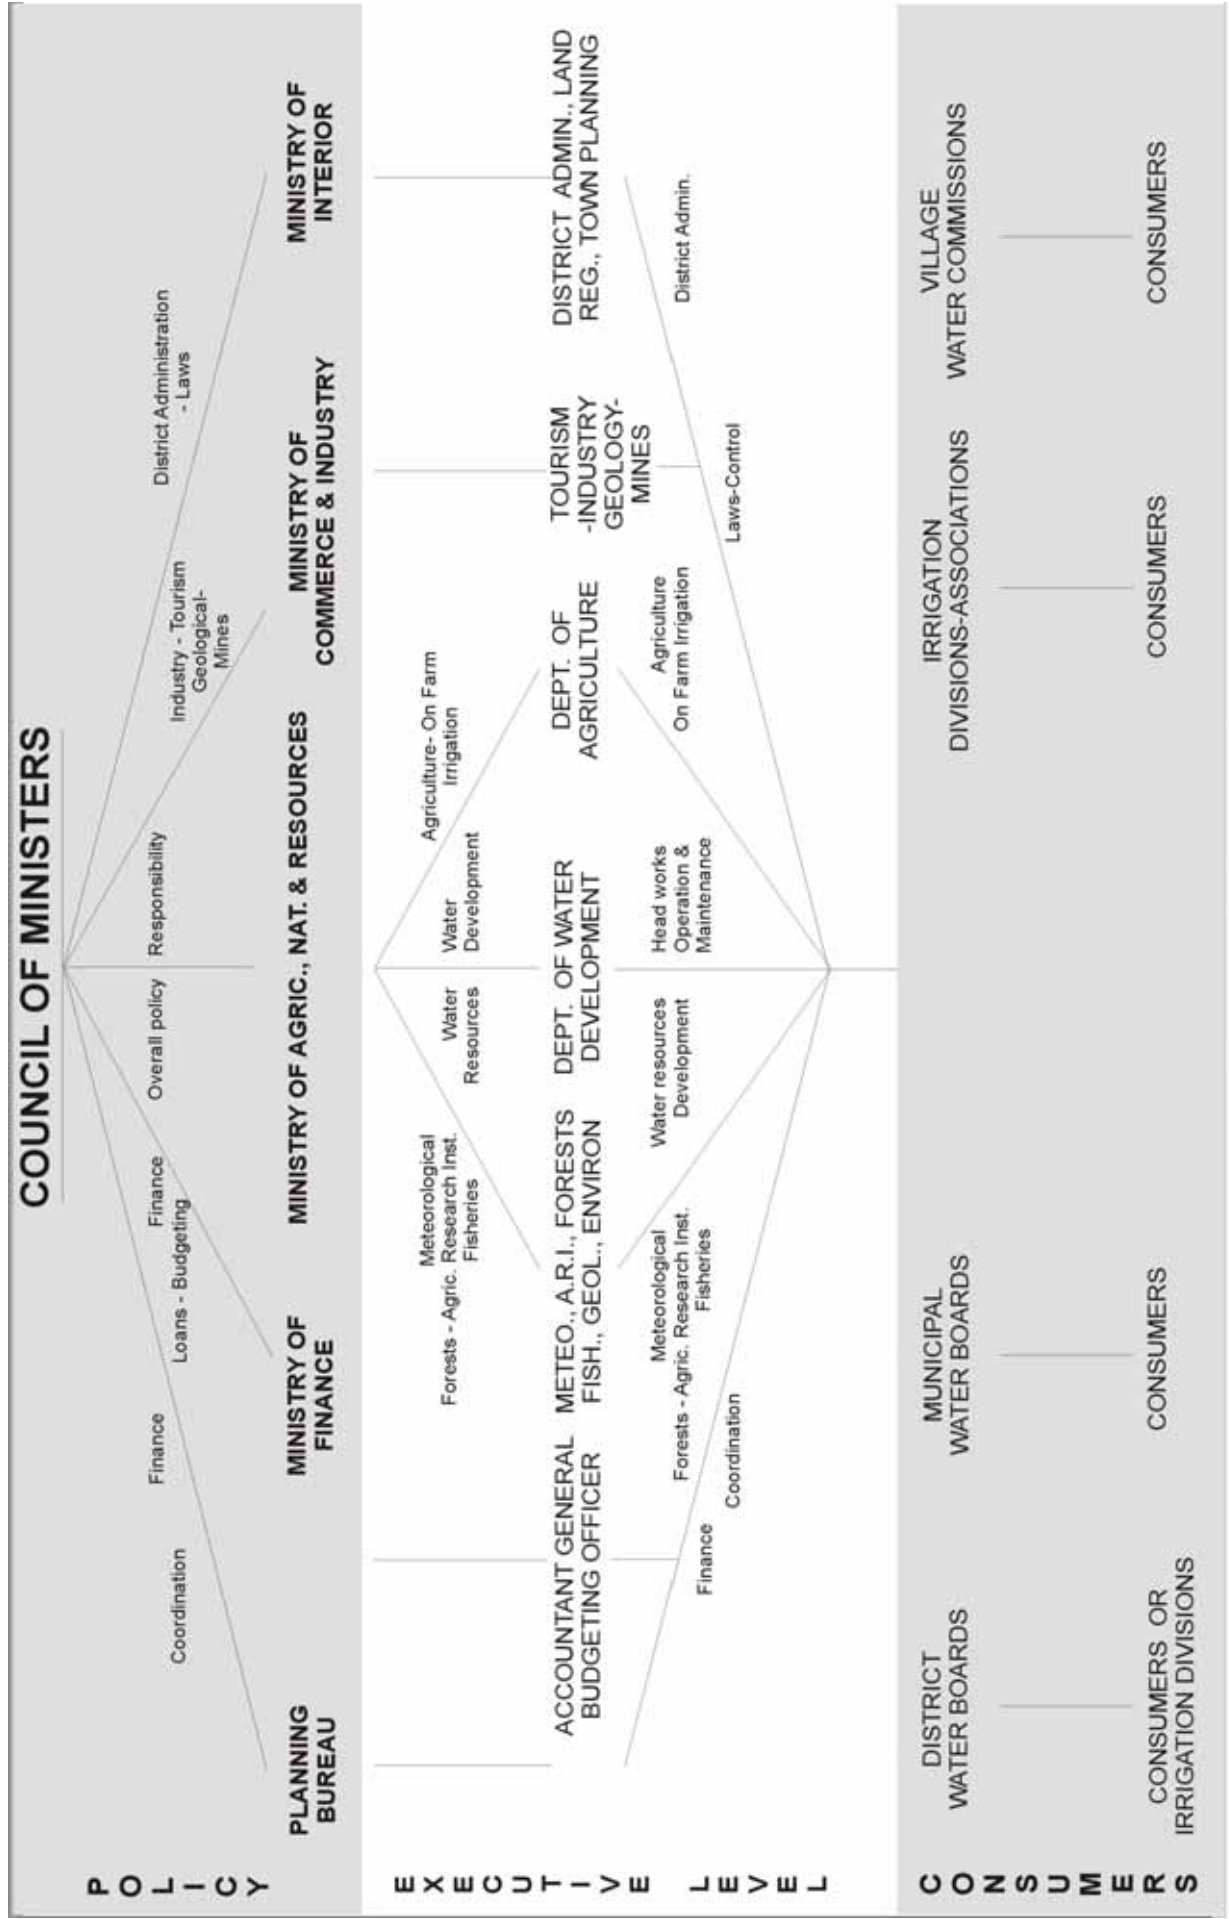 COUNCIL OF MINISTERS
POLICY
Coordination
Finance
Loans - Budgeting
Finance
Overall policy
Responsibility
Industry - Tourism
Geological-
Mines
District Administration
- Laws
PLANNING
BUREAU
MINISTRY OF
FINANCE
MINISTRY OF AGRIC., NAT. & RESOURCES
MINISTRY OF
COMMERCE & INDUSTRY
MINISTRY OF
INTERIOR
EXECUTIVE LEVEL
Meteorological
Forests - Agric. Research Inst.
Fisheries
Water
Resources
Water
Development
Agriculture- On Farm
Irrigation
ACCOUNTANT GENERAL
BUDGETING OFFICER
METEO., A.R.I., FORESTS
FISH., GEOL., ENVIRON
DEPT. OF WATER
DEVELOPMENT
DEPT. OF
AGRICULTURE
TOURISM
-INDUSTRY
GEOLOGY-
MINES
DISTRICT ADMIN., LAND
REG., TOWN PLANNING
Finance
Coordination
Meteorological
Forests - Agric. Research Inst.
Fisheries
Water resources
Development
Head works
Operation &
Maintenance
Agriculture
On Farm Irrigation
Laws-Control
District Admin.
CONSUMERS
DISTRICT
WATER BOARDS
MUNICIPAL
WATER BOARDS
IRRIGATION
DIVISIONS-ASSOCIATIONS
VILLAGE
WATER COMMISSIONS
CONSUMERS OR
IRRIGATION DIVISIONS
CONSUMERS
CONSUMERS
CONSUMERS